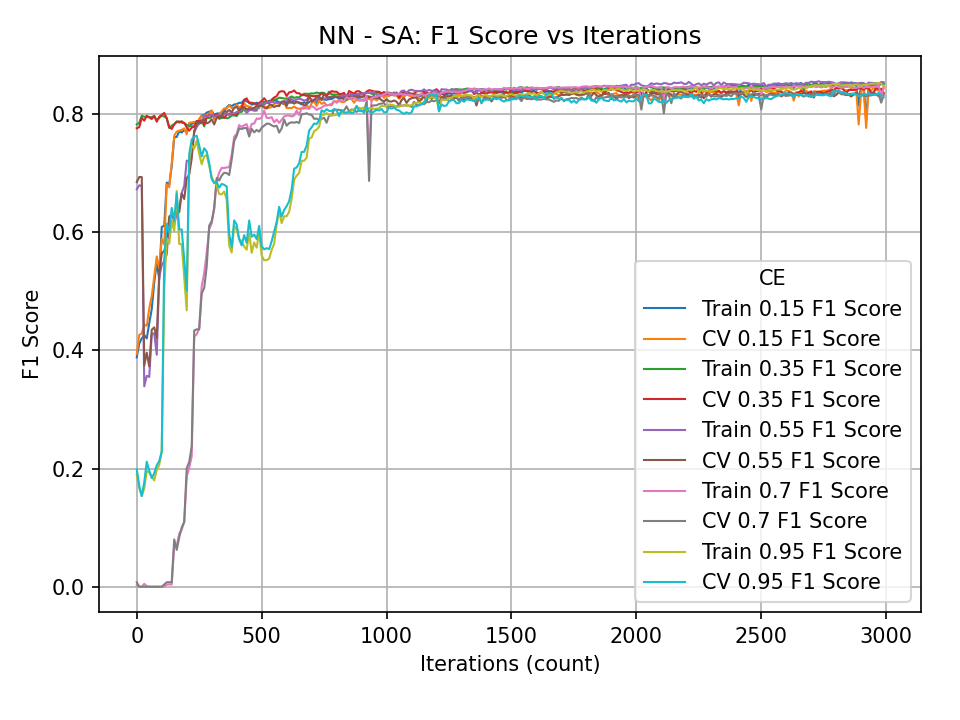 NN - SA: F1 Score vs Iterations
F1 Score
0.8
0.6
0.4
0.2
0.0
0
500
1000
1500
2000
2500
3000
Iterations (count)
CE
Train 0.15 F1 Score
CV 0.15 F1 Score
Train 0.35 F1 Score
CV 0.35 F1 Score
Train 0.55 F1 Score
CV 0.55 F1 Score
Train 0.7 F1 Score
CV 0.7 F1 Score
Train 0.95 F1 Score
CV 0.95 F1 Score